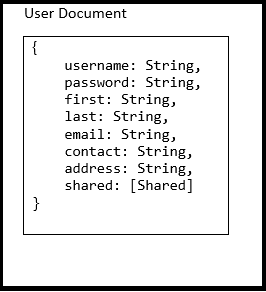 User Document
{
    username: String,
    password: String,
    first: String,
    last: String,
    email: String,
    contact: String,
    address: String,
    shared: [Shared]
}